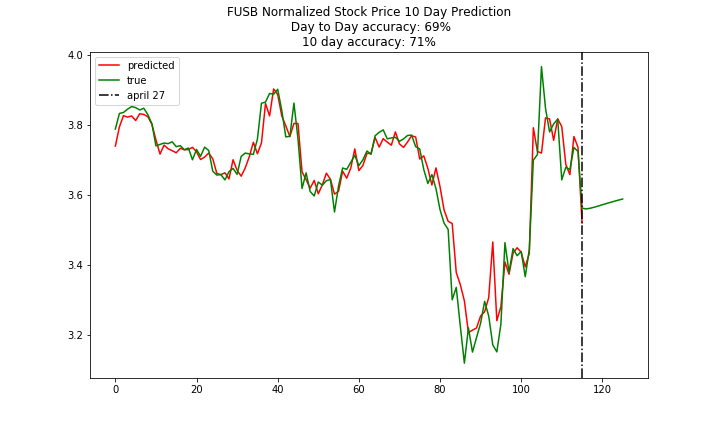 FUSB Normalized Stock Price 10 Day Prediction
Day to Day accuracy: 69%
10 day accuracy: 71%
predicted
true
april 27
4.0
3.8
3.6
3.4
3.2
0 20 40 60 80 100 120